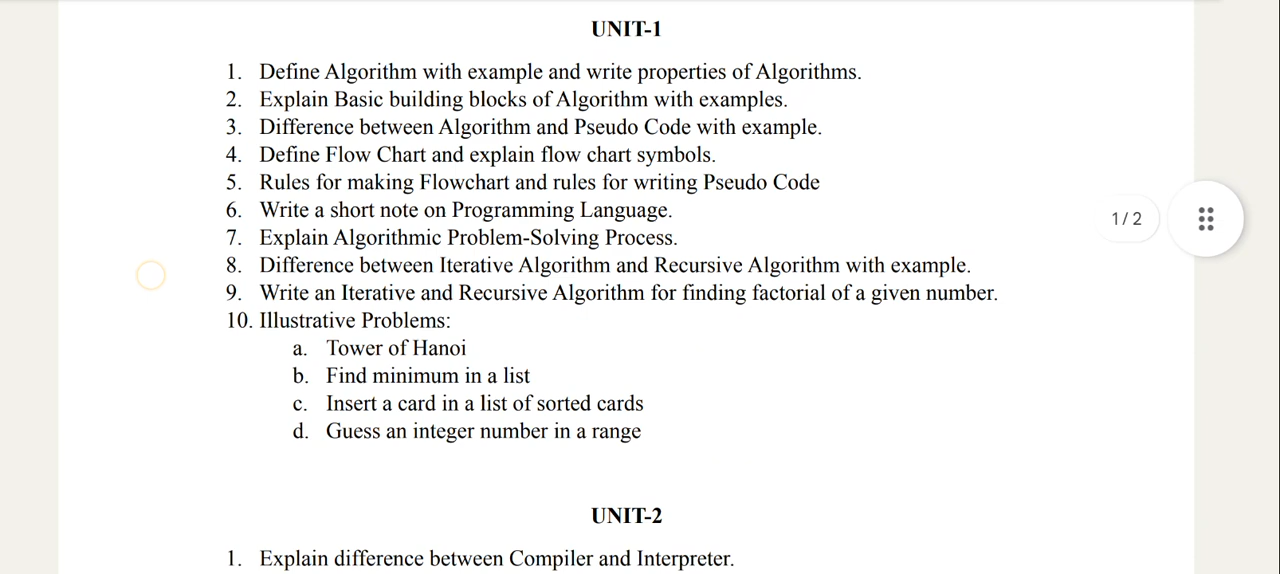 UNIT-1
1. Define Algorithm with example and write properties of Algorithms.
2. Explain Basic building blocks of Algorithm with examples.
3. Difference between Algorithm and Pseudo Code with example.
4. Define Flow Chart and explain flow chart symbols.
5. Rules for making Flowchart and rules for writing Pseudo Code
6. Write a short note on Programming Language.
7. Explain Algorithmic Problem-Solving Process.
8. Difference between Iterative Algorithm and Recursive Algorithm with example.
9. Write an Iterative and Recursive Algorithm for finding factorial of a given number.
10. Illustrative Problems:
a. Tower of Hanoi
b. Find minimum in a list
c. Insert a card in a list of sorted cards
d. Guess an integer number in a range
1 / 2
UNIT-2
1. Explain difference between Compiler and Interpreter.